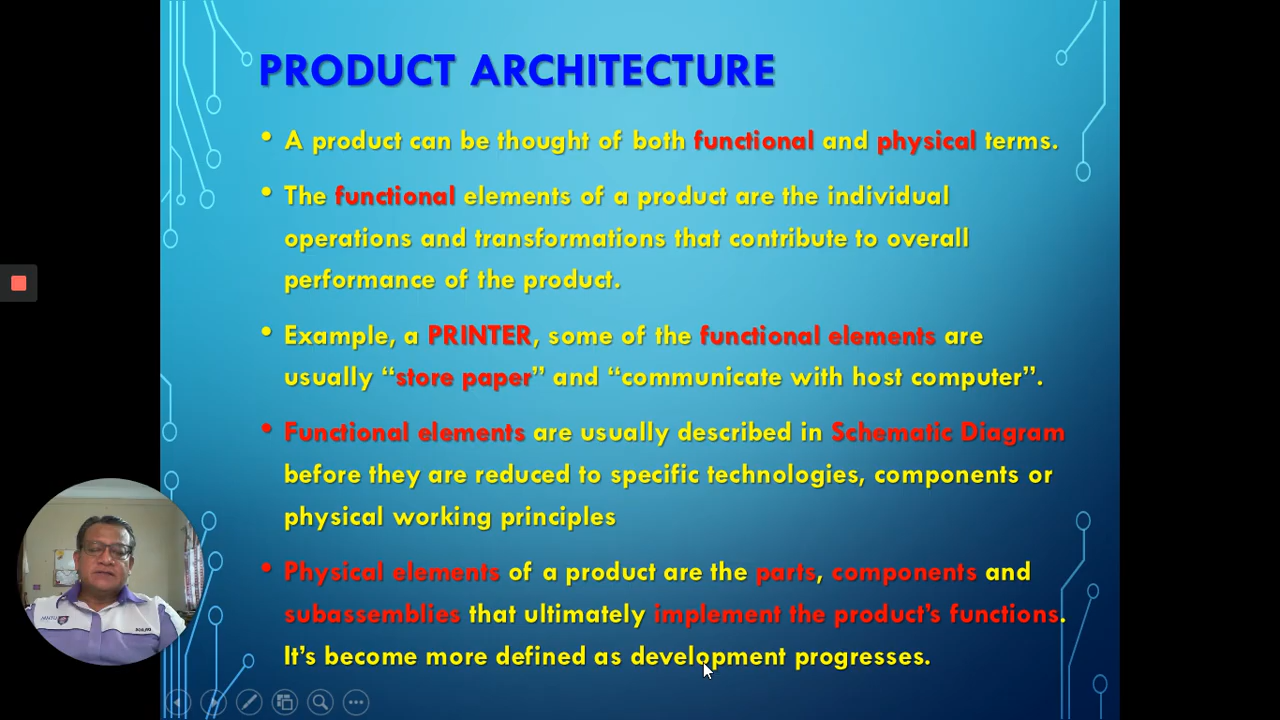 PRODUCT ARCHITECTURE
• A product can be thought of both functional and physical terms.
• The functional elements of a product are the individual
operations and transformations that contribute to overall
performance of the product.
• Example, a PRINTER, some of the functional elements are
usually “store paper” and “communicate with host computer”.
• Functional elements are usually described in Schematic Diagram
before they are reduced to specific technologies, components or
physical working principles
• Physical elements of a product are the parts, components and
subassemblies that ultimately implement the product’s functions.
It’s become more defined as development progresses.